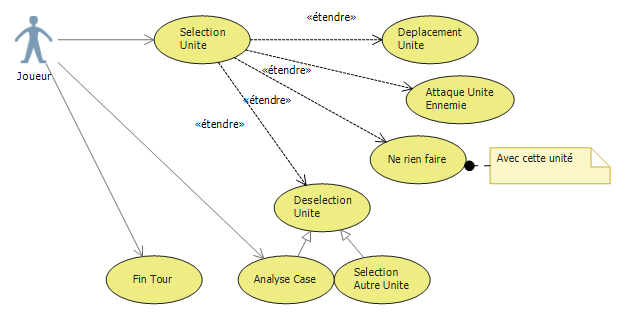 «étendre»
Selection
Unite
Deplacement
Unite
Joueur
«étendre»
Attaque Unite
Ennemie
«étendre»
«étendre»
Ne rien faire
Avec cette unité
Deselection
Unite
Fin Tour
Analyse Case
Selection
Autre Unite